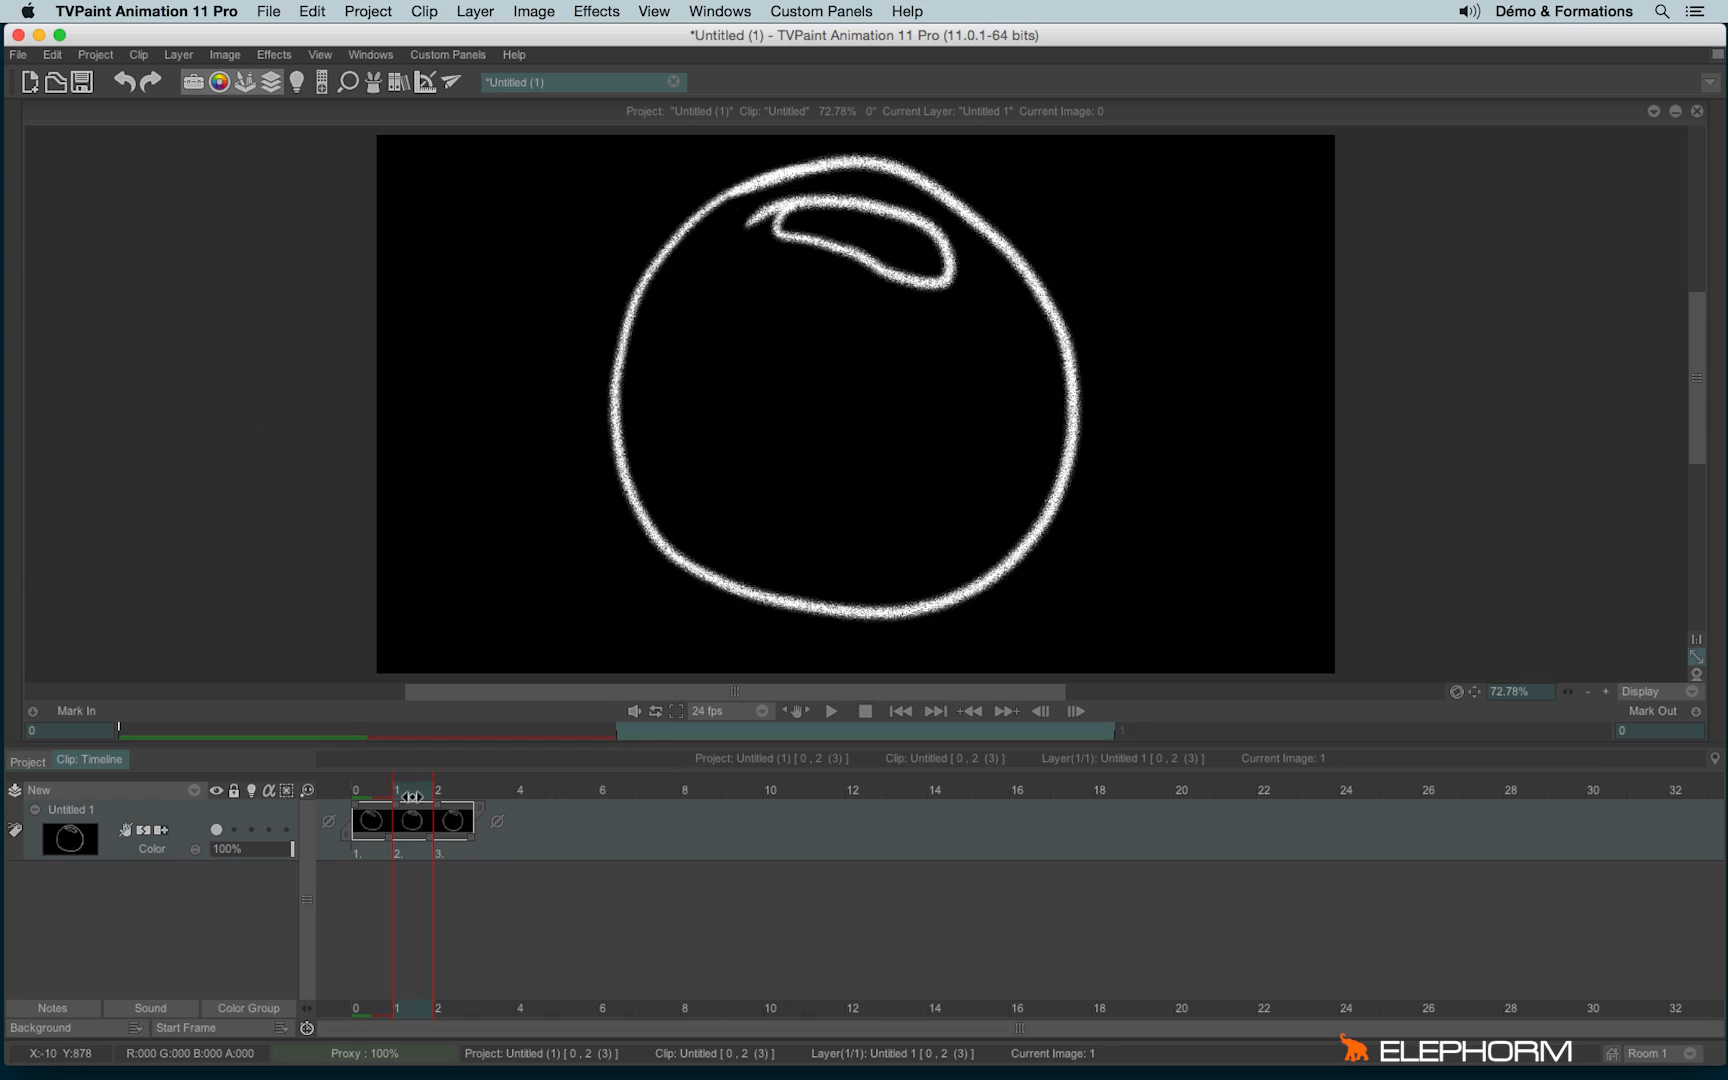 TVPaint Animation 11 Pro File Edit Project Clip Layer Image Effects View Windows Custom Panels Help Démo & Formations
*Untitled (1) - TVPaint Animation 11 Pro (11.0.1-64 bits)
File Edit Project Clip Layer Image Effects View Windows Custom Panels Help
*Untitled (1)
Project: "Untitled (1)" Clip: "Untitled" 72.78% 0° Current Layer: "Untitled 1" Current Image: 0
72.78% - + Display
Mark In 24 fps Mark Out
0 1 0
Project Clip: Timeline Project: Untitled (1) [ 0 , 2 (3) ] Clip: Untitled [ 0 , 2 (3) ] Layer(1/1): Untitled 1 [ 0 , 2 (3) ] Current Image: 1
New 0 1 2 4 6 8 10 12 14 16 18 20 22 24 26 28 30 32
Untitled 1
Color 100% 1. 2. 3.
Notes Sound Color Group 0 1 2 4 6 8 10 12 14 16 18 20 22 24 26 28 30 32
Background Start Frame
X:-10 Y:878 R:000 G:000 B:000 A:000 Proxy : 100% Project: Untitled (1) [ 0 , 2 (3) ] Clip: Untitled [ 0 , 2 (3) ] Layer(1/1): Untitled 1 [ 0 , 2 (3) ] Current Image: 1 ELEPHORM Room 1